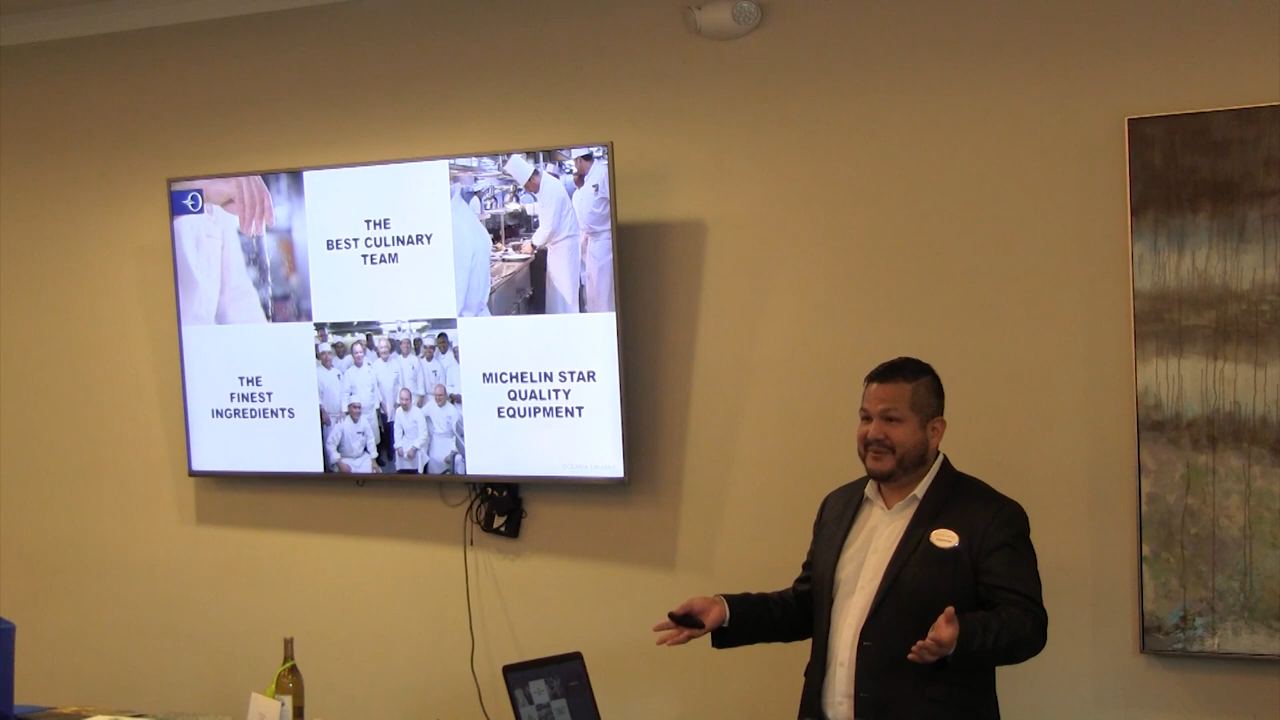 THE
BEST CULINARY
TEAM
THE
FINEST
INGREDIENTS
MICHELIN STAR
QUALITY
EQUIPMENT